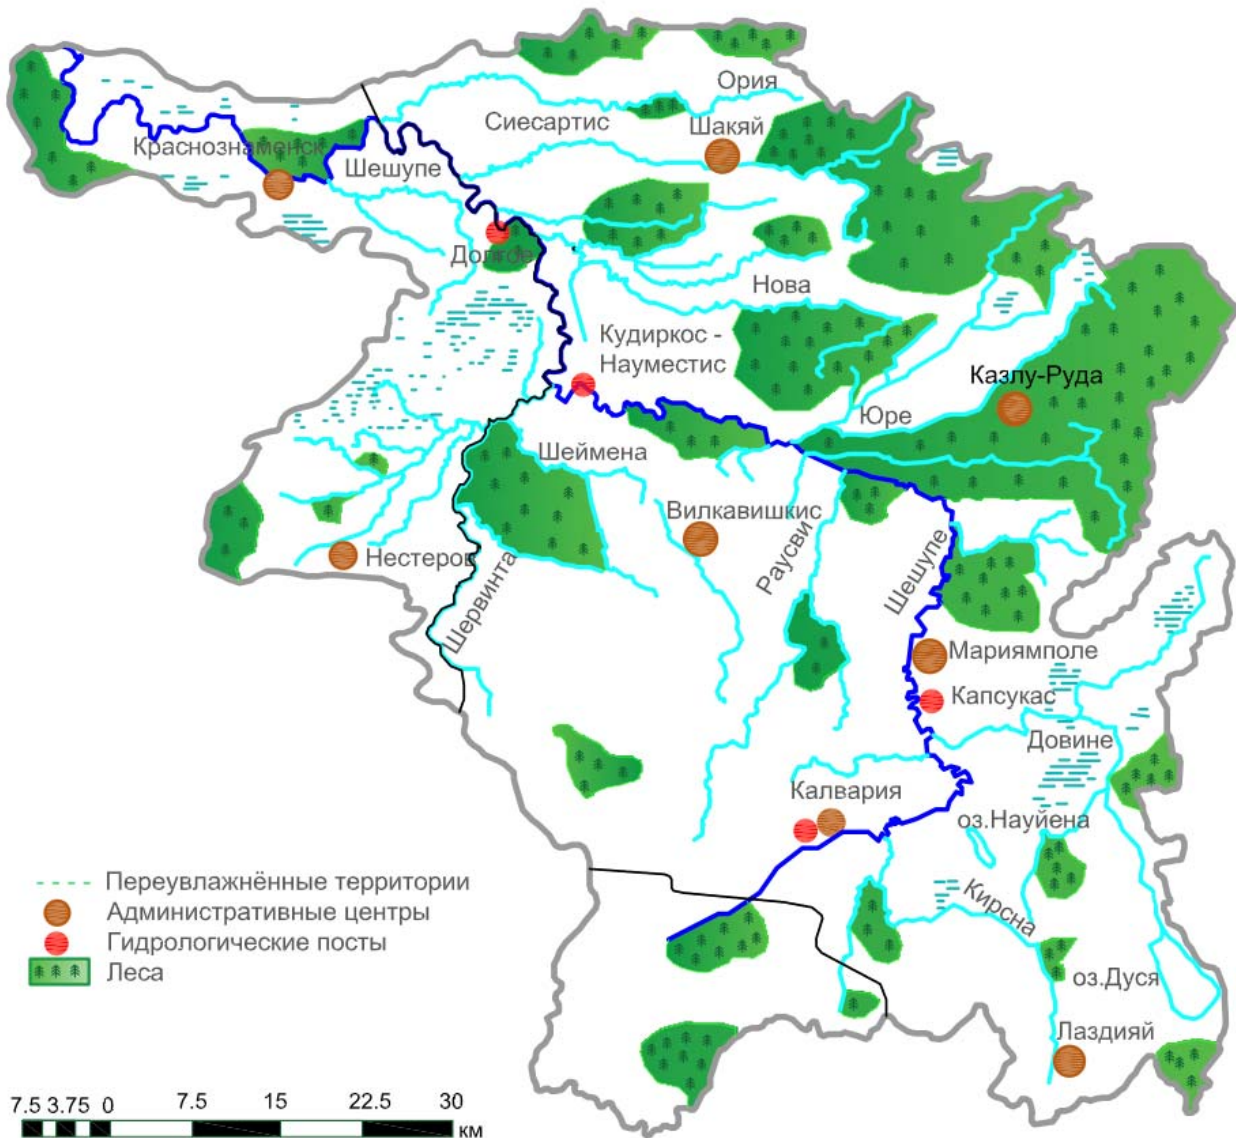 Ория
Сиесартис
Шакяй
Краснознаменск
Шешупе
Долгое
Нова
Кудиркос -
Науместис
Казлу-Руда
Юре
Шеймена
Вилкавишкис
Нестеров
Шервинта
Раусви
Шешупе
Мариямполе
Капсукас
Довине
Калвария
оз.Науйена
Кирсна
оз.Дуся
Лаздияй
Переувлажнённые территории
Административные центры
Гидрологические посты
Леса
7.5 3.75 0 7.5 15 22.5 30
км